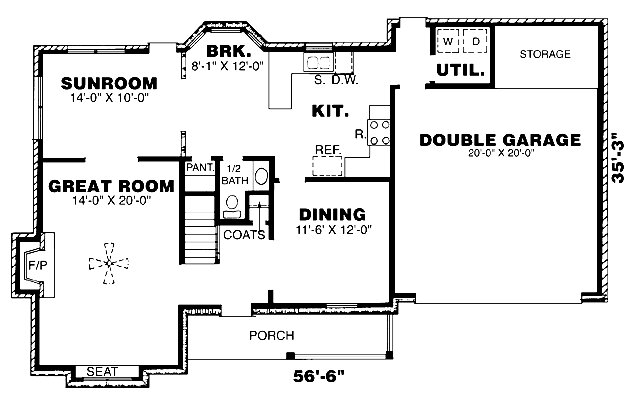 SUNROOM
14'-0" X 10'-0"
BRK.
8'-1" X 12'-0"
S. D.W.
KIT.
W D
UTIL.
STORAGE
R.
REF.
DOUBLE GARAGE
20'-0" X 20'-0"
35'-3"
PANT.
1/2
BATH
GREAT ROOM
14'-0" X 20'-0"
COATS
DINING
11'-6" X 12'-0"
F/P
PORCH
SEAT
56'-6"